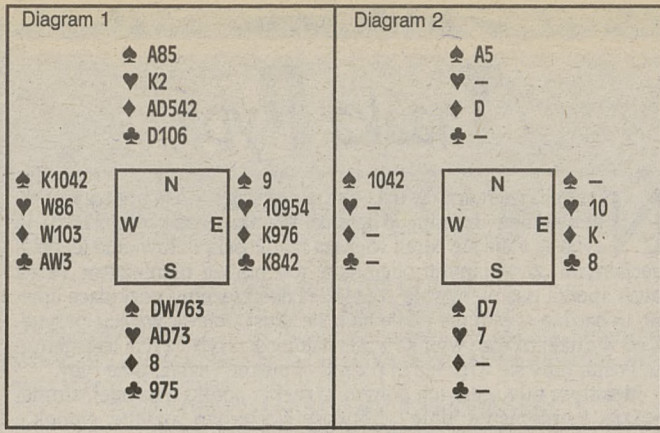 Diagram 1
♠ A85
♥ K2
♦ AD542
♣ D106
♠ K1042
♥ W86
♦ W103
♣ AW3
N
W E
S
♠ 9
♥ 10954
♦ K976
♣ K842
♠ DW763
♥ AD73
♦ 8
♣ 975
Diagram 2
♠ A5
♥ –
♦ D
♣ –
♠ 1042
♥ –
♦ –
♣ –
N
W E
S
♠ –
♥ 10
♦ K
♣ 8
♠ D7
♥ 7
♦ –
♣ –